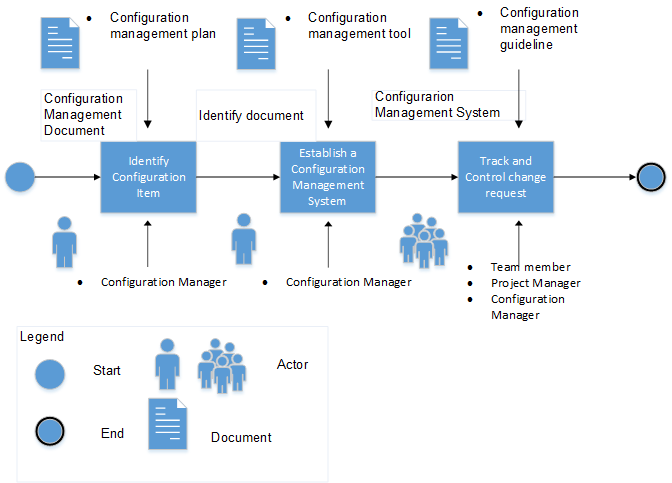 • Configuration
management plan
• Configuration
management tool
• Configuration
management
guideline
Configuration
Management
Document
Identify document
Configurarion
Management System
Identify
Configuration
Item
Establish a
Configuration
Management
System
Track and
Control change
request
• Configuration Manager
• Configuration Manager
• Team member
• Project Manager
• Configuration
Manager
Legend
Start
Actor
End
Document